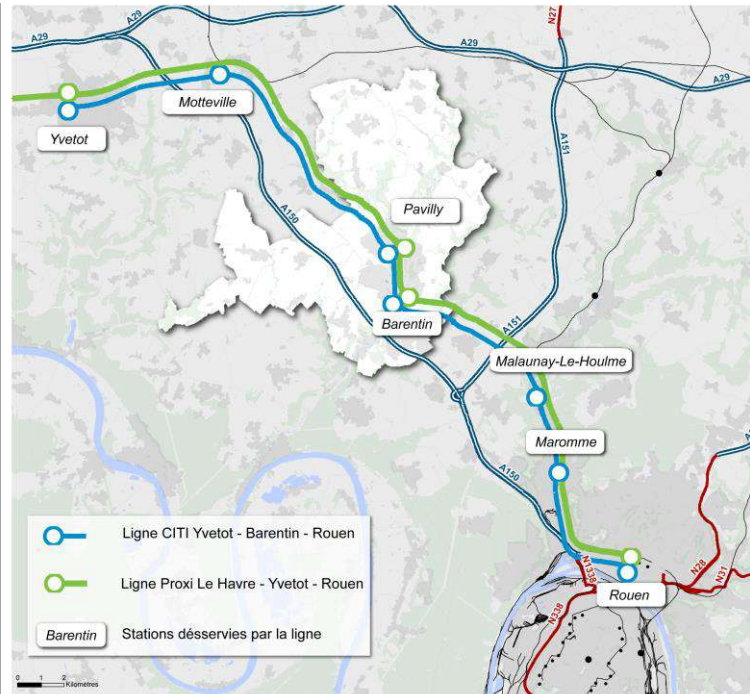 A29
A29
A29
N27
A151
A150
Motteville
Yvetot
Pavilly
Barentin
A151
Malaunay-Le-Houlme
Maromme
A150
N1338
N338
N28
N31
Rouen
Ligne CITI Yvetot - Barentin - Rouen
Ligne Proxi Le Havre - Yvetot - Rouen
Barentin Stations désservies par la ligne
0 1 2
Kilomètres